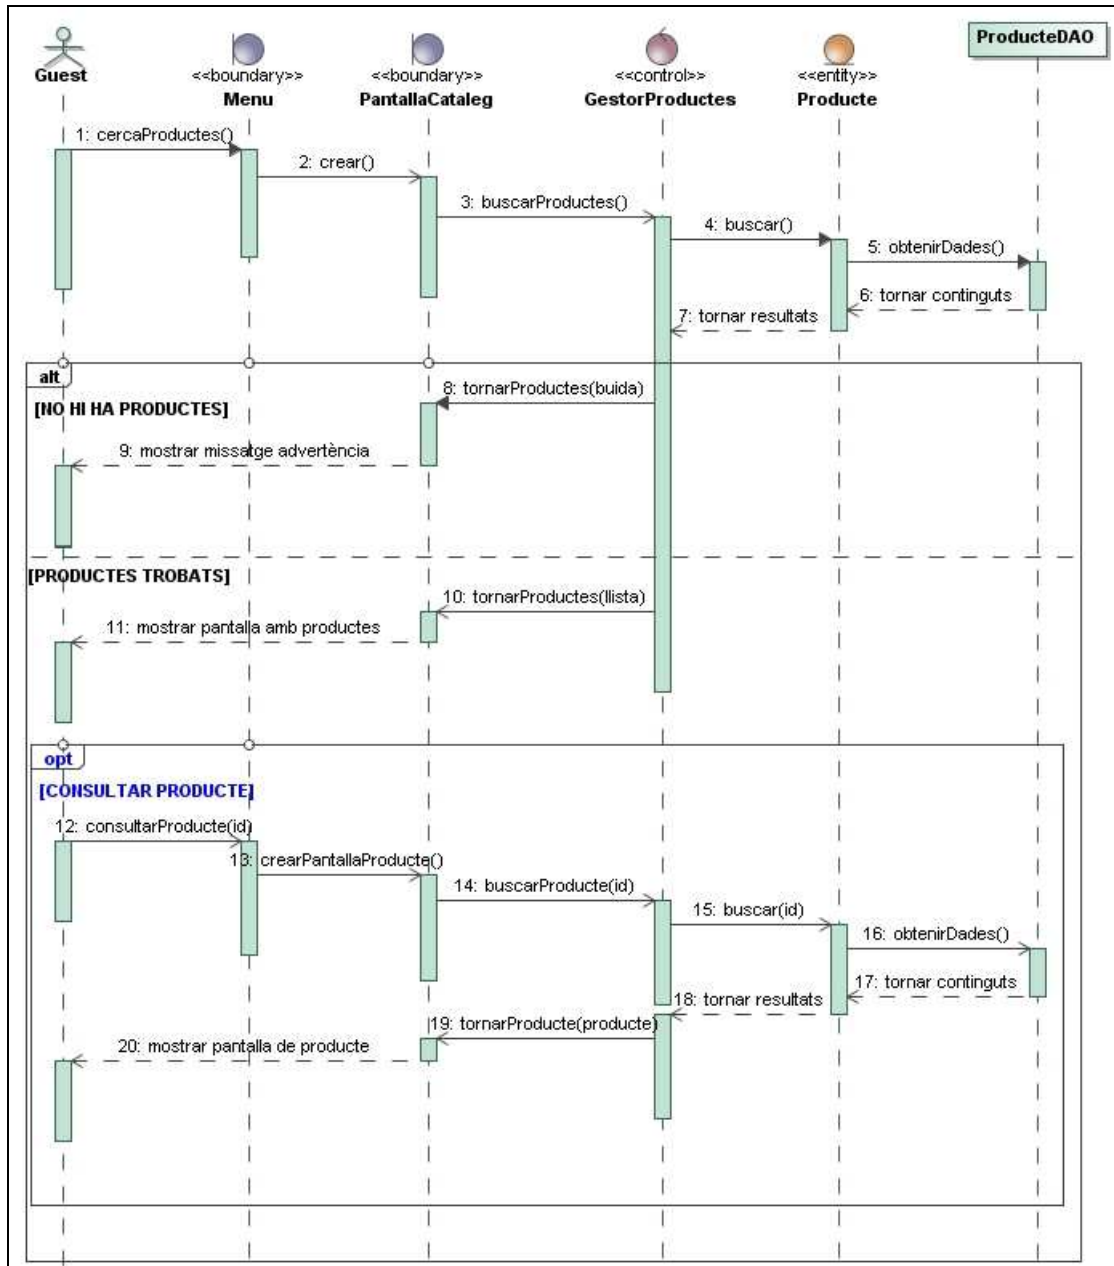 ProducteDAO
Guest
<<boundary>>
Menu
<<boundary>>
PantallaCataleg
<<control>>
GestorProductes
<<entity>>
Producte
1: cercaProductes()
2: crear()
3: buscarProductes()
4: buscar()
5: obtenirDades()
6: tornar continguts
7: tornar resultats
alt
[NO HI HA PRODUCTES]
8: tornarProductes(buida)
9: mostrar missatge advertència
[PRODUCTES TROBATS]
10: tornarProductes(llista)
11: mostrar pantalla amb productes
opt
[CONSULTAR PRODUCTE]
12: consultarProducte(id)
13: crearPantallaProducte()
14: buscarProducte(id)
15: buscar(id)
16: obtenirDades()
17: tornar continguts
18: tornar resultats
19: tornarProducte(producte)
20: mostrar pantalla de producte